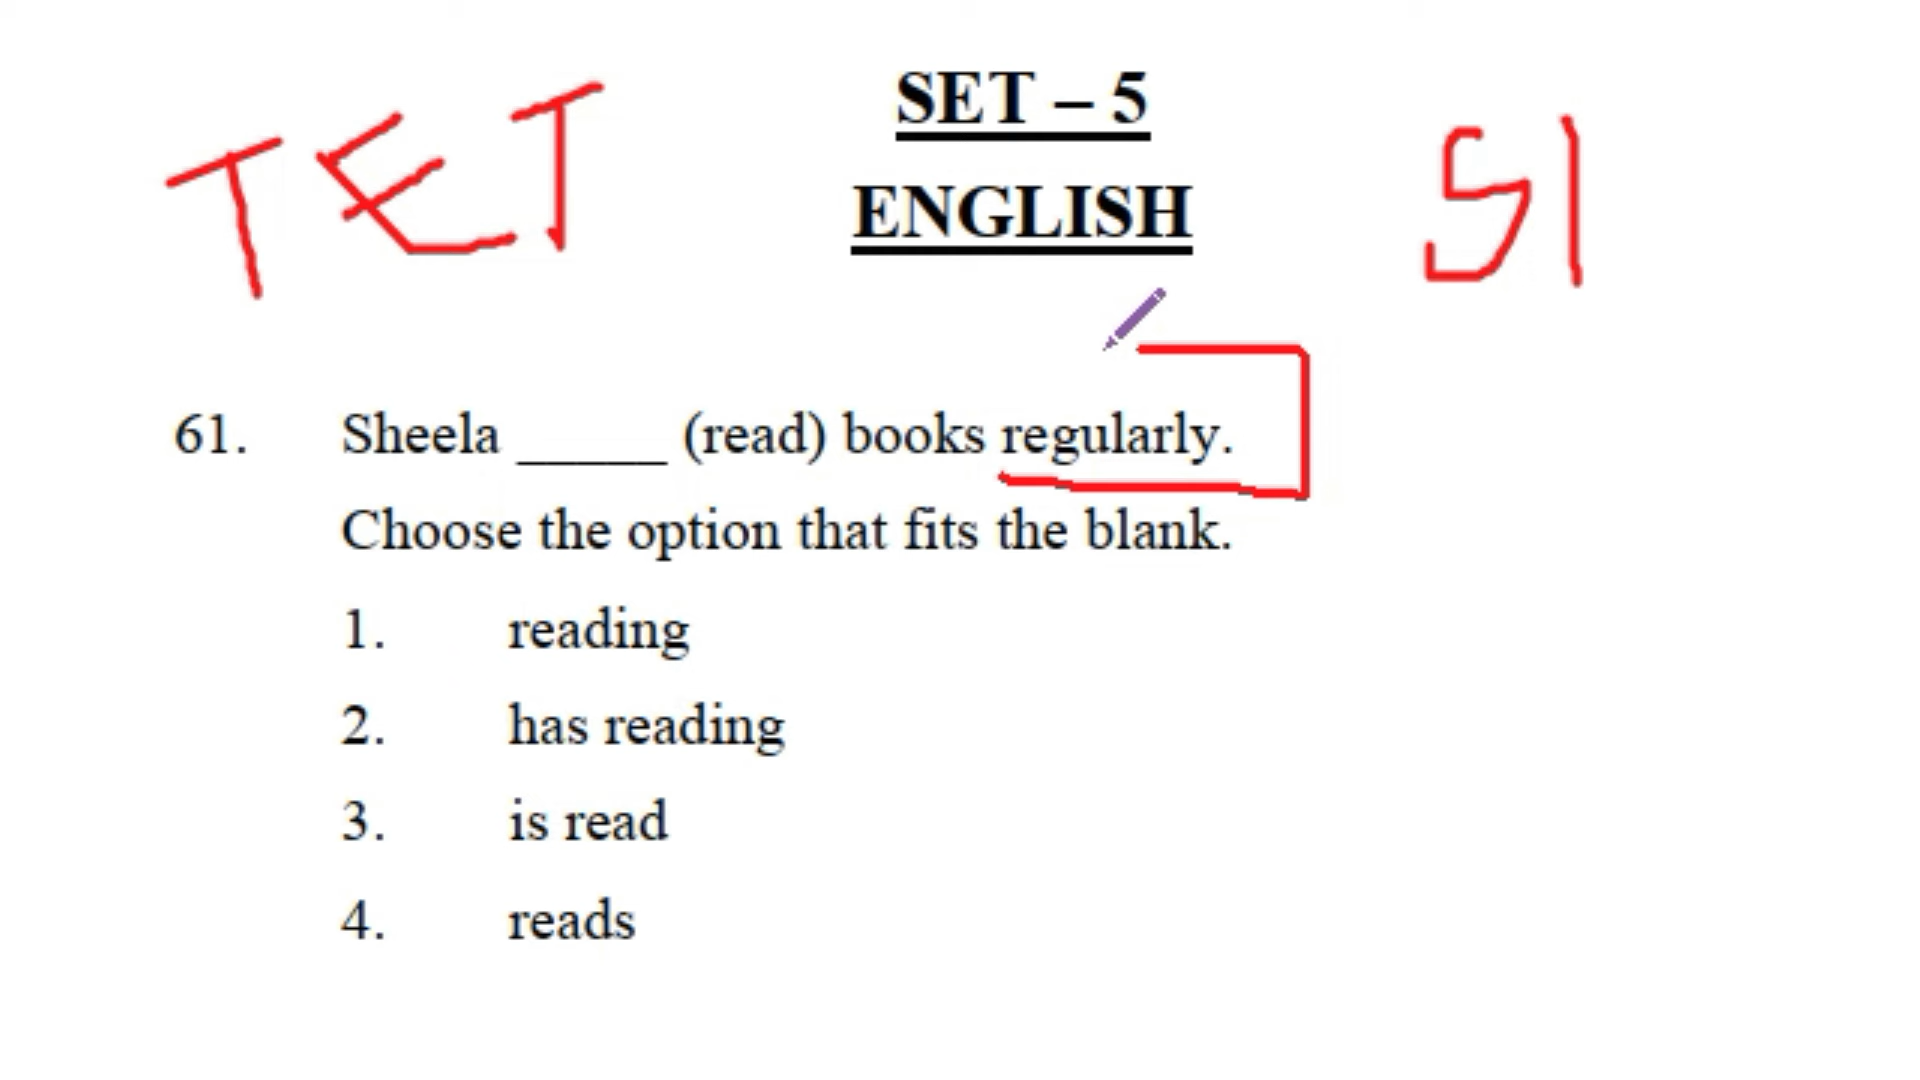 TET
SET – 5
ENGLISH
51
61. Sheela _____ (read) books regularly.
Choose the option that fits the blank.
1. reading
2. has reading
3. is read
4. reads